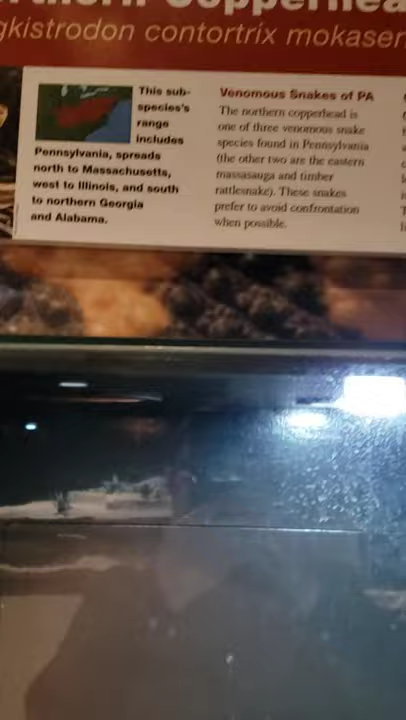 rthern Copperhea
gkistrodon contortrix mokasen
This sub-
species's
range
includes
Pennsylvania, spreads
north to Massachusetts,
west to Illinois, and south
to northern Georgia
and Alabama.
Venomous Snakes of PA
The northern copperhead is
one of three venomous snake
species found in Pennsylvania
(the other two are the eastern
massasauga and timber
rattlesnake). These snakes
prefer to avoid confrontation
when possible.